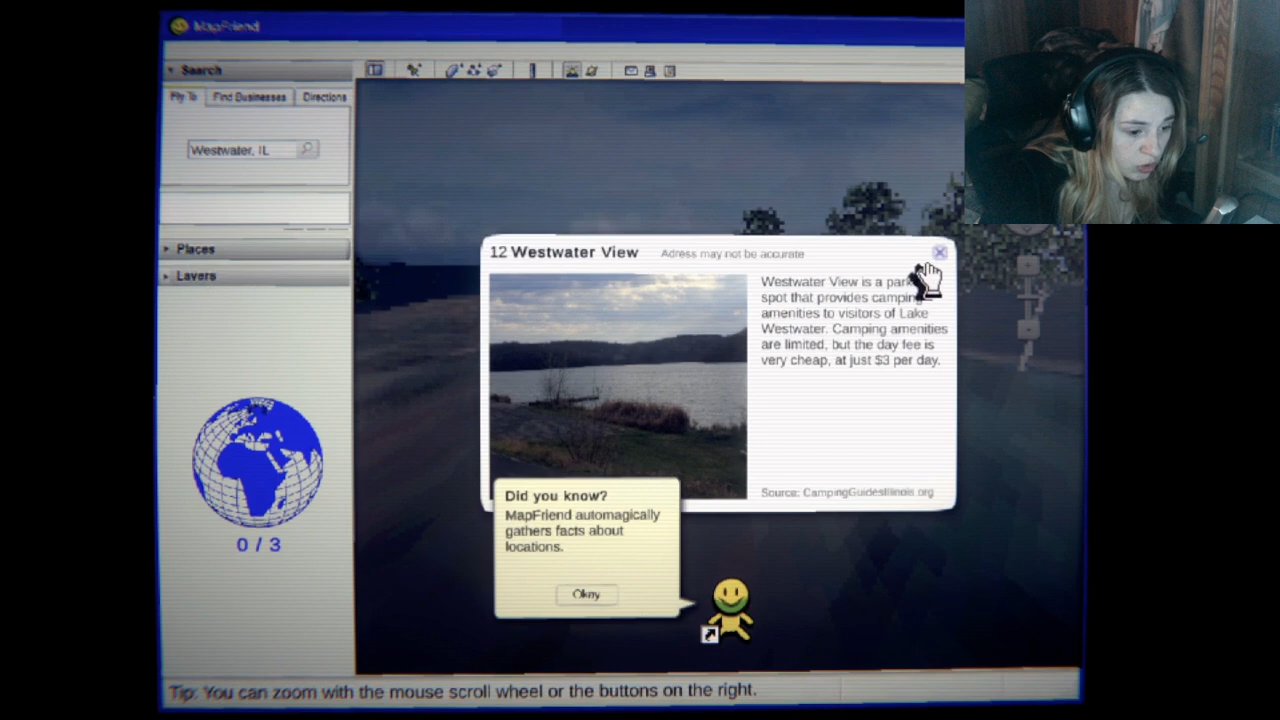 MapFriend
Search
Fly To
Find Businesses
Directions
Westwater, IL
Places
Layers
0 / 3
12 Westwater View
Adress may not be accurate
Westwater View is a
spot that provides camping
amenities to visitors of Lake
Westwater. Camping amenities
are limited, but the day fee is
very cheap, at just $3 per day.
Source: CampingGuidesIllinois.org
Did you know?
MapFriend automagically
gathers facts about
locations.
Okay
Tip: You can zoom with the mouse scroll wheel or the buttons on the right.